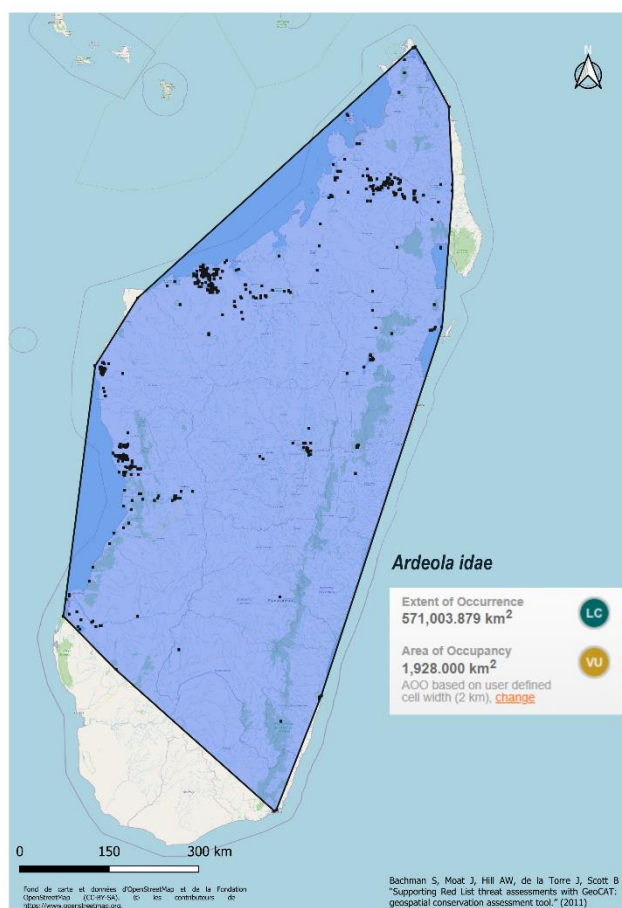 N
Ardeola idae
Extent of Occurrence
571,003.879 km2
LC
Area of Occupancy
1,928.000 km2
VU
AOO based on user defined
cell width (2 km), change
0 150 300 km
Fond de carte et données d'OpenStreetMap et de la Fondation
OpenStreetMap (CC-BY-SA). © les contributeurs de
https://www.openstreetmap.org.
Bachman S, Moat J, Hill AW, de la Torre J, Scott B
"Supporting Red List threat assessments with GeoCAT:
geospatial conservation assessment tool." (2011)